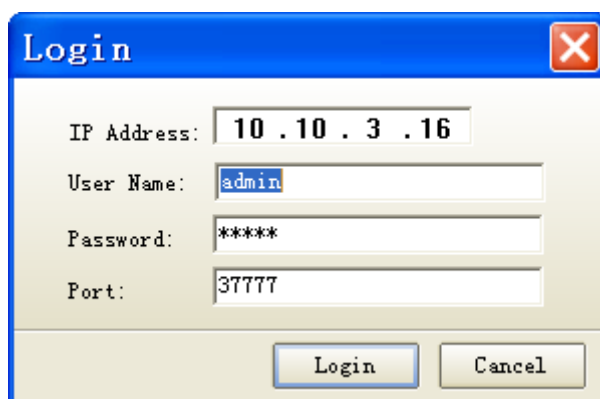 Login
IP Address: 10 .10 . 3 .16
User Name: admin
Password: *****
Port: 37777
Login Cancel